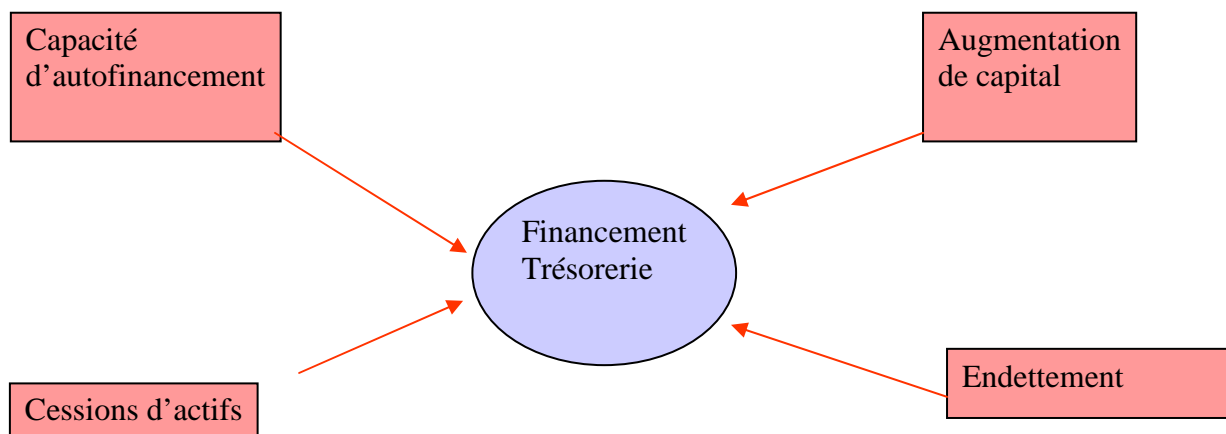 Capacité
d’autofinancement
Augmentation
de capital
Financement
Trésorerie
Cessions d’actifs
Endettement